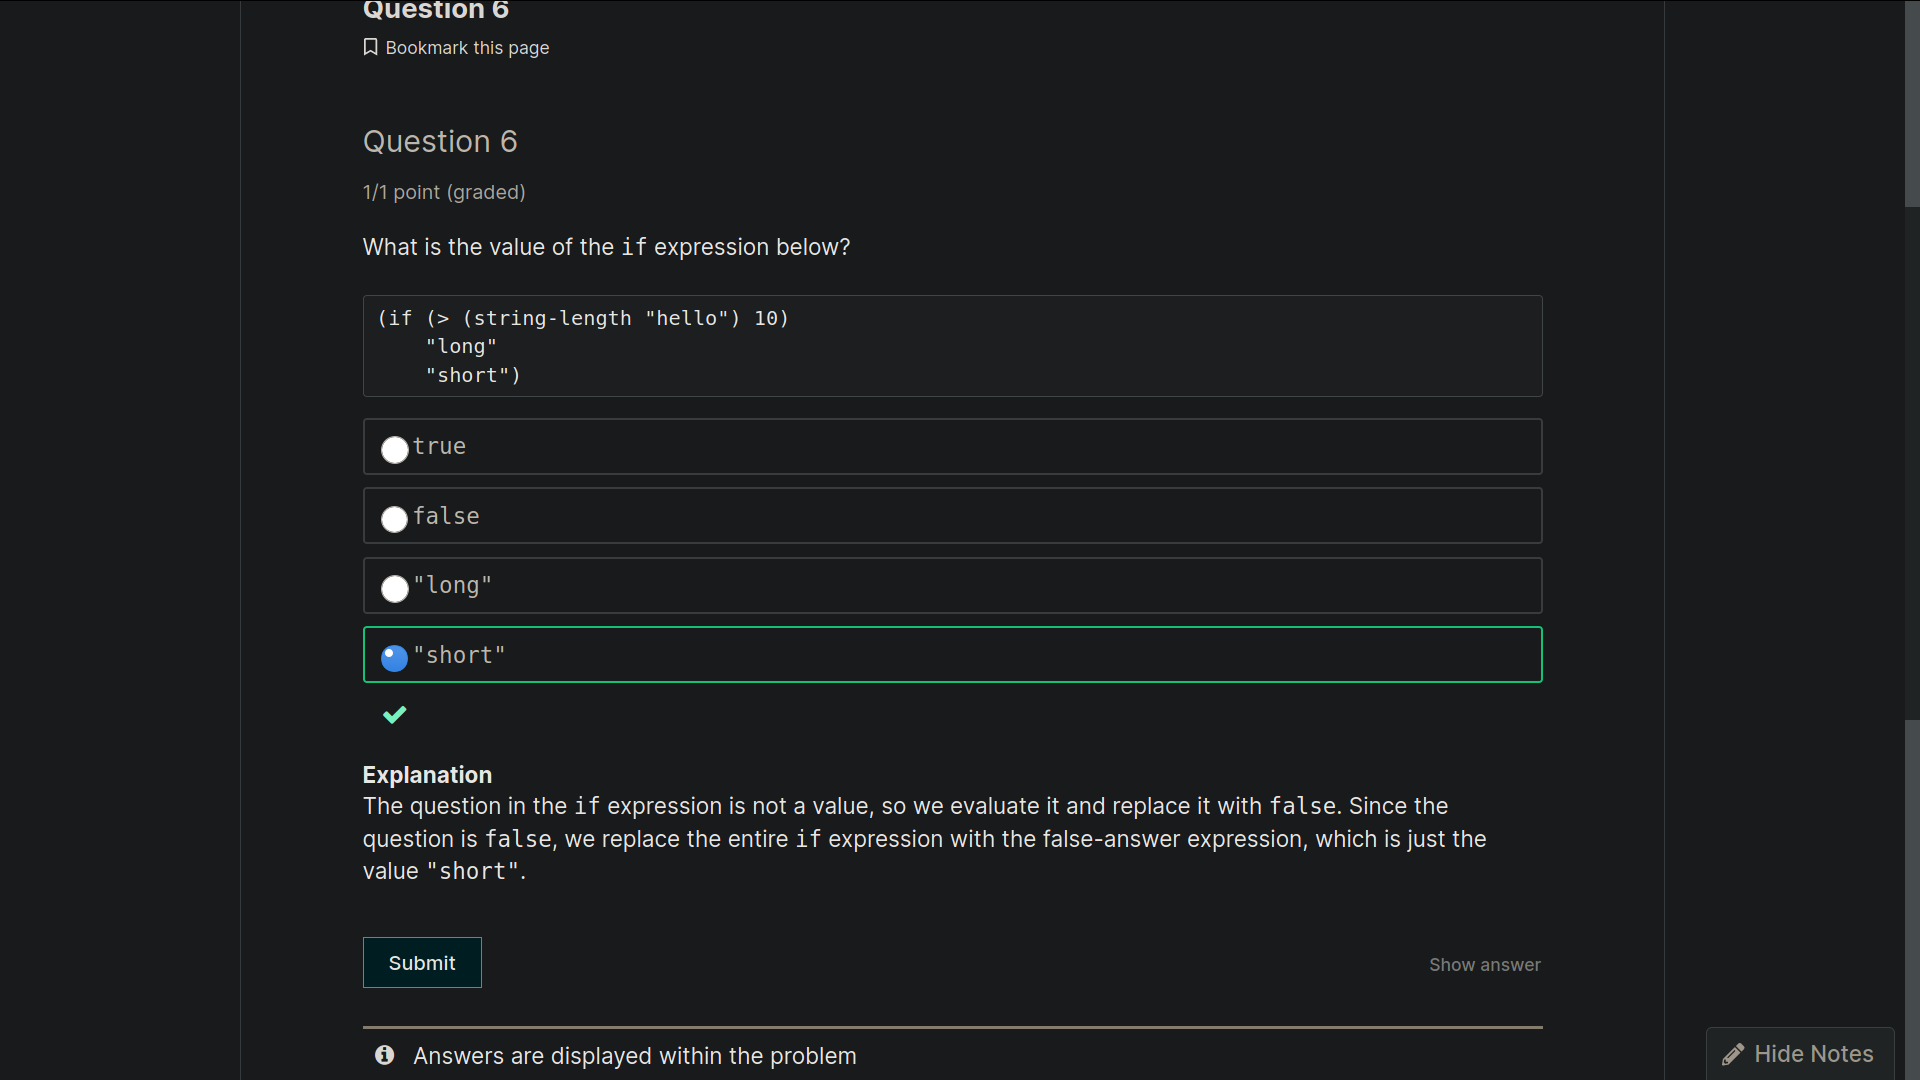 Question 6
Bookmark this page
Question 6
1/1 point (graded)
What is the value of the if expression below?
(if (> (string-length "hello") 10)
    "long"
    "short")
true
false
"long"
"short"
Explanation
The question in the if expression is not a value, so we evaluate it and replace it with false. Since the
question is false, we replace the entire if expression with the false-answer expression, which is just the
value "short".
Submit
Show answer
Answers are displayed within the problem
Hide Notes